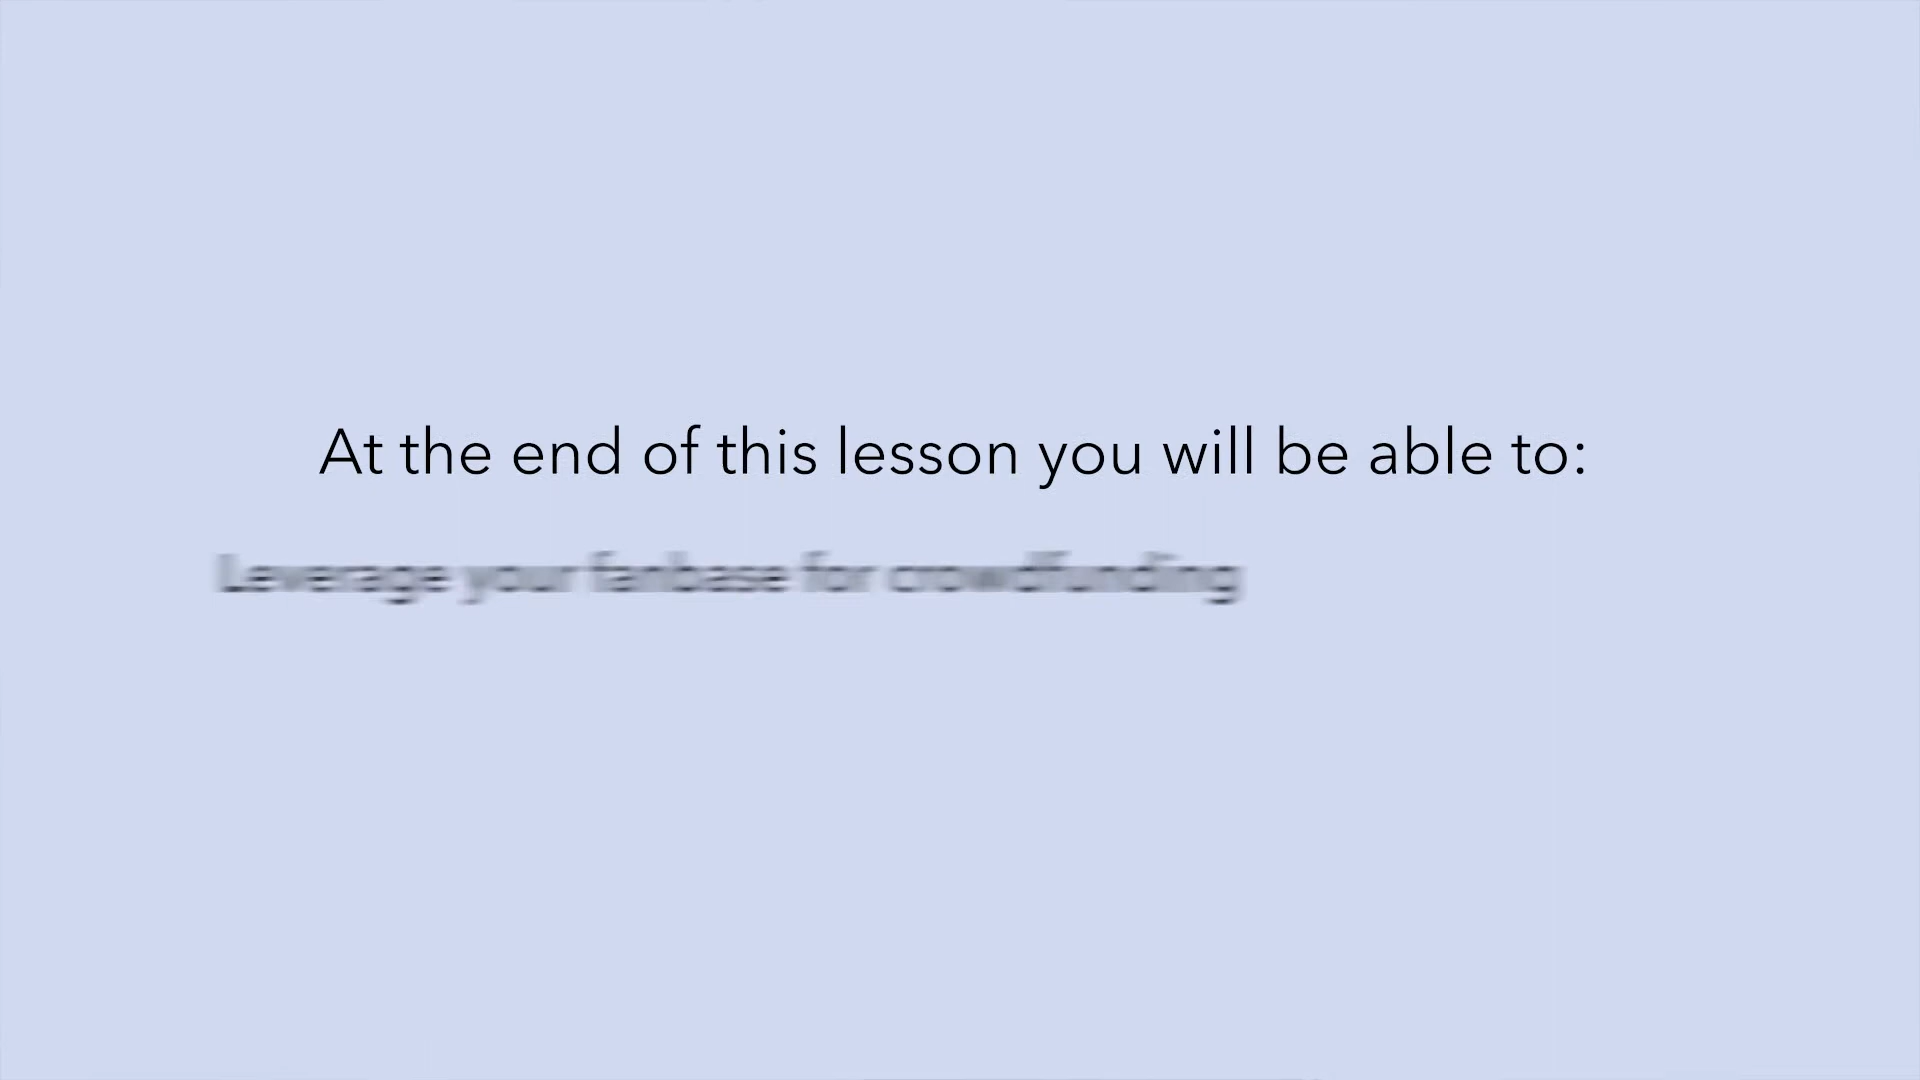 At the end of this lesson you will be able to:
Leverage your fanbase for crowdfunding